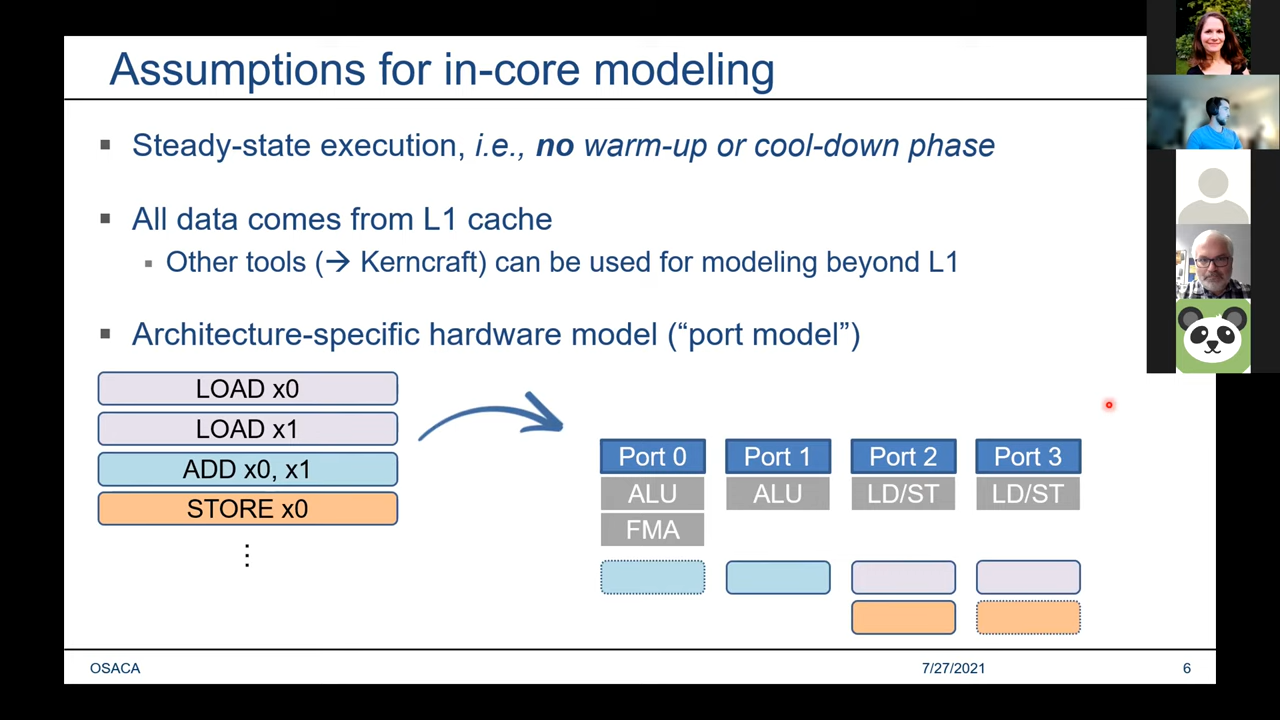 Assumptions for in-core modeling
▪ Steady-state execution, i.e., no warm-up or cool-down phase
▪ All data comes from L1 cache
▪ Other tools (→ Kerncraft) can be used for modeling beyond L1
▪ Architecture-specific hardware model (“port model”)
LOAD x0
LOAD x1
ADD x0, x1
STORE x0
⋮
Port 0 Port 1 Port 2 Port 3
ALU ALU LD/ST LD/ST
FMA
OSACA 7/27/2021 6